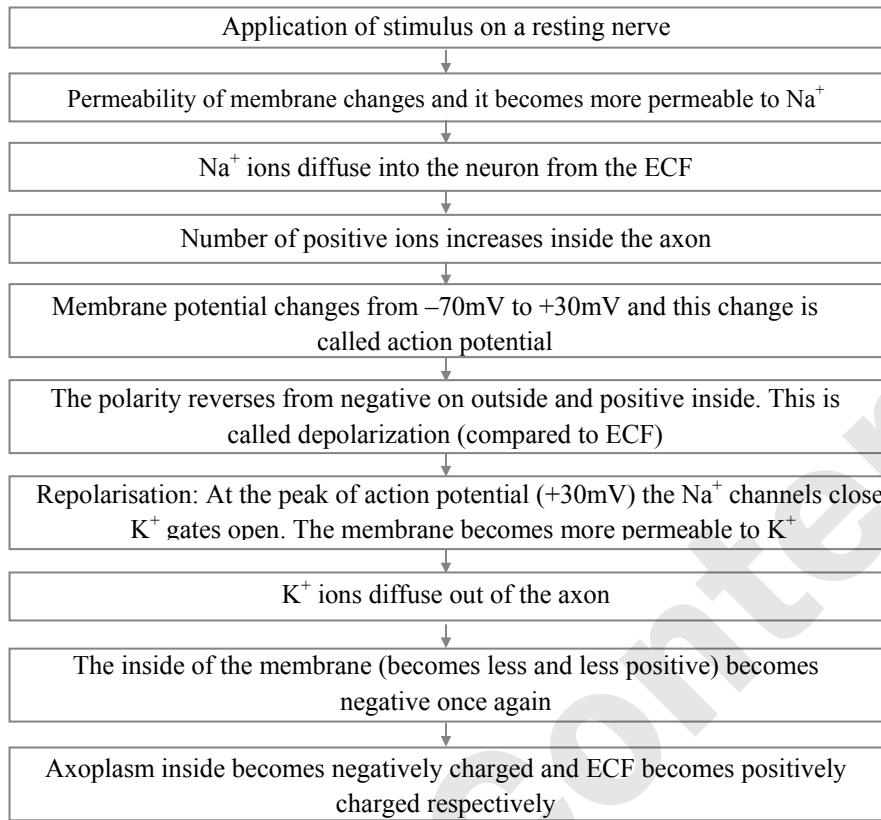 Application of stimulus on a resting nerve
Permeability of membrane changes and it becomes more permeable to Na⁺
Na⁺ ions diffuse into the neuron from the ECF
Number of positive ions increases inside the axon
Membrane potential changes from –70mV to +30mV and this change is
called action potential
The polarity reverses from negative on outside and positive inside. This is
called depolarization (compared to ECF)
Repolarisation: At the peak of action potential (+30mV) the Na⁺ channels close
K⁺ gates open. The membrane becomes more permeable to K⁺
K⁺ ions diffuse out of the axon
The inside of the membrane (becomes less and less positive) becomes
negative once again
Axoplasm inside becomes negatively charged and ECF becomes positively
charged respectively